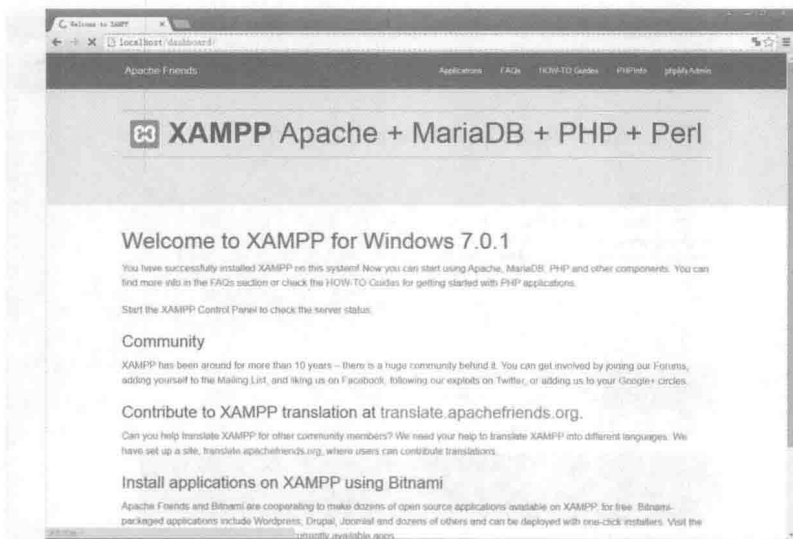 Welcome to XAMPP
localhost/dashboard/
Apache Friends
Applications FAQs HOW-TO Guides PHPInfo phpMyAdmin
XAMPP Apache + MariaDB + PHP + Perl
Welcome to XAMPP for Windows 7.0.1
You have successfully installed XAMPP on this system! Now you can start using Apache, MariaDB, PHP and other components. You can
find more info in the FAQs section or check the HOW-TO Guides for getting started with PHP applications.
Start the XAMPP Control Panel to check the server status.
Community
XAMPP has been around for more than 10 years – there is a huge community behind it. You can get involved by joining our Forums,
adding yourself to the Mailing List, and liking us on Facebook, following our exploits on Twitter, or adding us to your Google+ circles.
Contribute to XAMPP translation at translate.apachefriends.org.
Can you help translate XAMPP for other community members? We need your help to translate XAMPP into different languages. We
have set up a site, translate.apachefriends.org, where users can contribute translations.
Install applications on XAMPP using Bitnami
Apache Friends and Bitnami are cooperating to make dozens of open source applications available on XAMPP, for free. Bitnami-
packaged applications include Wordpress, Drupal, Joomla! and dozens of others and can be deployed with one-click installers. Visit the
currently available apps.